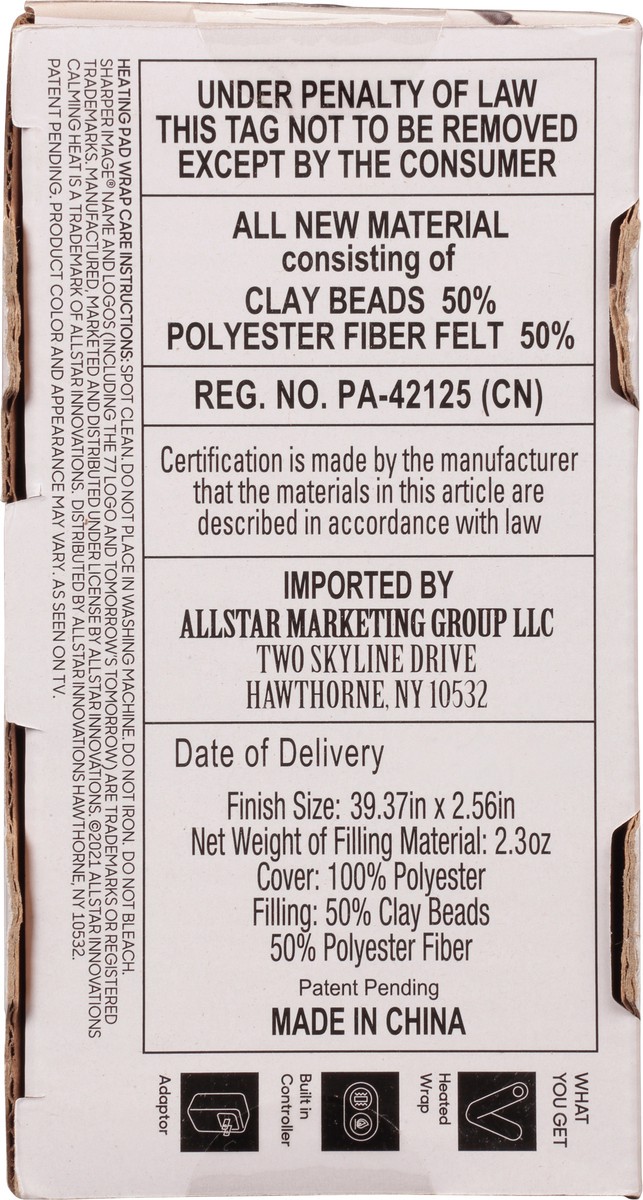 UNDER PENALTY OF LAW
THIS TAG NOT TO BE REMOVED
EXCEPT BY THE CONSUMER
ALL NEW MATERIAL
consisting of
CLAY BEADS 50%
POLYESTER FIBER FELT 50%
REG. NO. PA-42125 (CN)
Certification is made by the manufacturer
that the materials in this article are
described in accordance with law
IMPORTED BY
ALLSTAR MARKETING GROUP LLC
TWO SKYLINE DRIVE
HAWTHORNE, NY 10532
Date of Delivery
Finish Size: 39.37in x 2.56in
Net Weight of Filling Material: 2.3oz
Cover: 100% Polyester
Filling: 50% Clay Beads
50% Polyester Fiber
Patent Pending
MADE IN CHINA
HEATING PAD WRAP CARE INSTRUCTIONS: SPOT CLEAN. DO NOT PLACE IN WASHING MACHINE. DO NOT IRON. DO NOT BLEACH.
SHARPER IMAGE® NAME AND LOGOS (INCLUDING THE 77 LOGO AND TOMORROW'S TOMORROW) ARE TRADEMARKS OR REGISTERED
TRADEMARKS. MANUFACTURED, MARKETED AND DISTRIBUTED UNDER LICENSE BY ALLSTAR INNOVATIONS. ©2021 ALLSTAR INNOVATIONS
CALMING HEAT IS A TRADEMARK OF ALLSTAR INNOVATIONS. DISTRIBUTED BY ALLSTAR INNOVATIONS HAWTHORNE, NY 10532.
PATENT PENDING. PRODUCT COLOR AND APPEARANCE MAY VARY. AS SEEN ON TV.
WHAT
YOU GET
Heated
Wrap
Built in
Controller
Adaptor